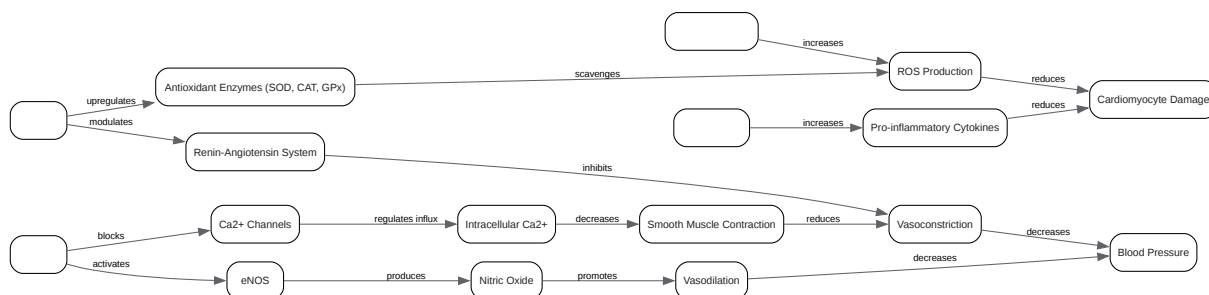 increases
ROS Production
scavenges
reduces
Antioxidant Enzymes (SOD, CAT, GPx)
Cardiomyocyte Damage
upregulates
reduces
modulates
increases
Pro-inflammatory Cytokines
Renin-Angiotensin System
inhibits
Ca2+ Channels
regulates influx
Intracellular Ca2+
decreases
Smooth Muscle Contraction
reduces
Vasoconstriction
decreases
blocks
Blood Pressure
activates
eNOS
produces
Nitric Oxide
promotes
Vasodilation
decreases